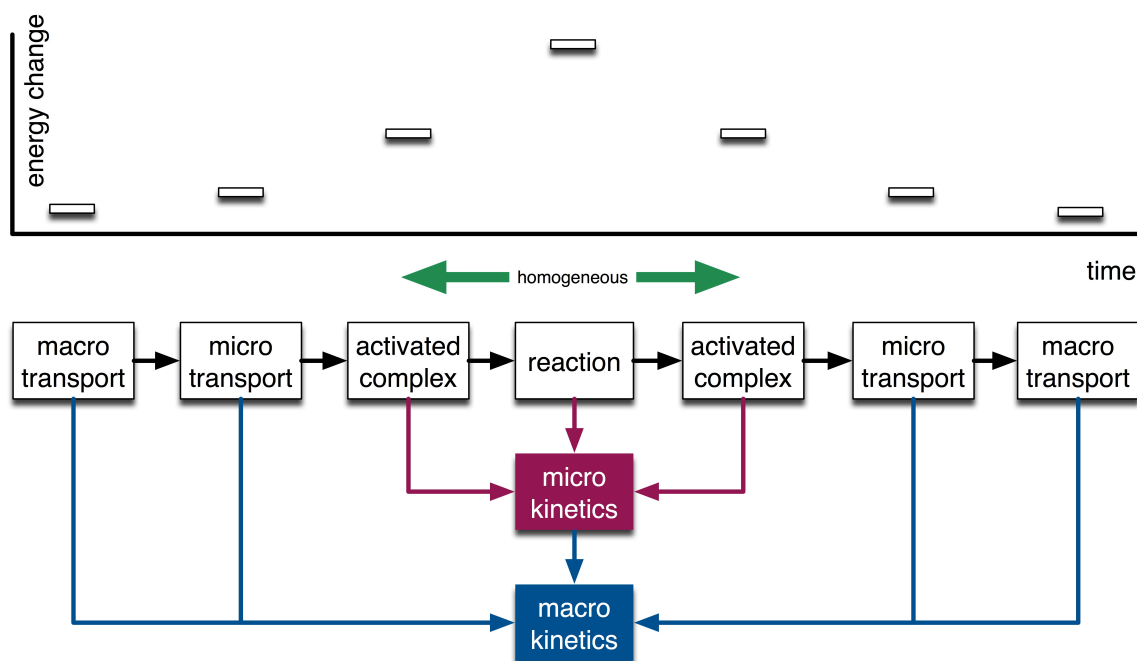 energy change
time
homogeneous
macro
transport
micro
transport
activated
complex
reaction
activated
complex
micro
transport
macro
transport
micro
kinetics
macro
kinetics